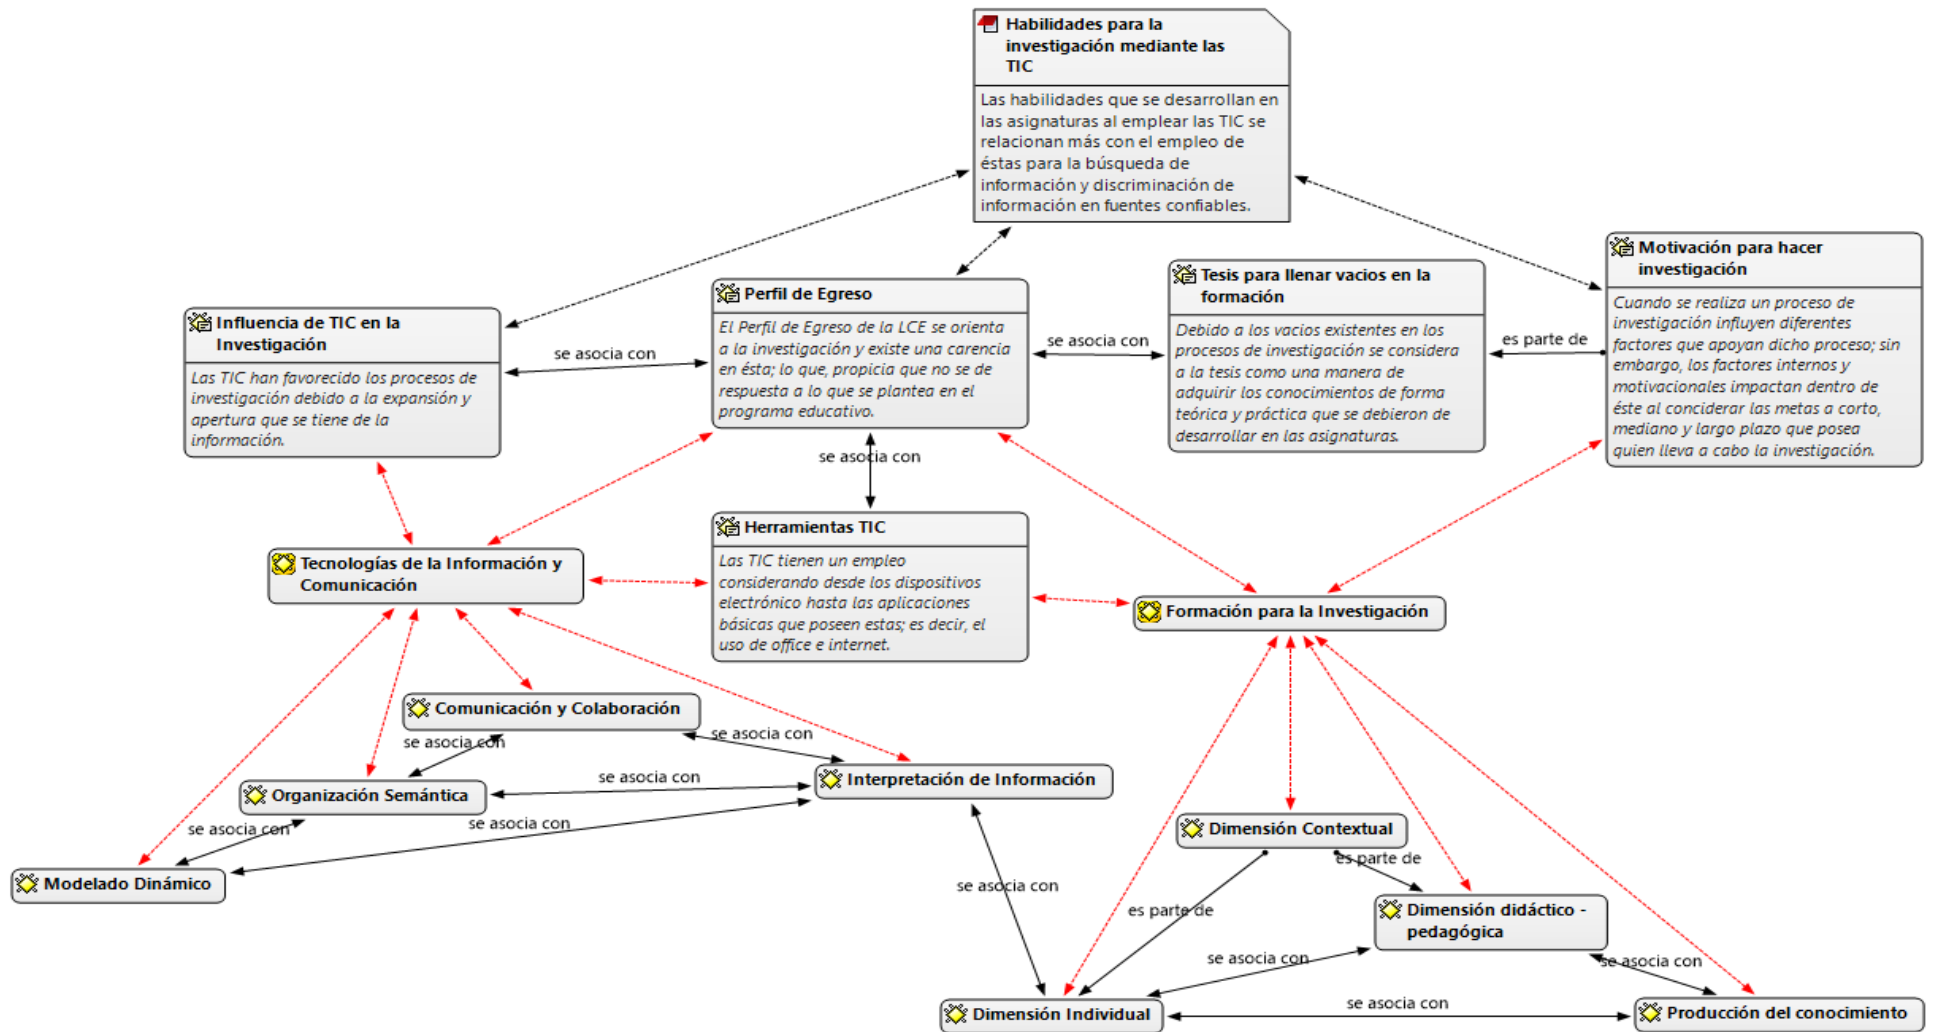 Habilidades para la
investigación mediante las
TIC
Las habilidades que se desarrollan en
las asignaturas al emplear las TIC se
relacionan más con el empleo de
éstas para la búsqueda de
información y discriminación de
información en fuentes confiables.
Influencia de TIC en la
Investigación
Las TIC han favorecido los procesos de
investigación debido a la expansión y
apertura que se tiene de la
información.
se asocia con
Perfil de Egreso
El Perfil de Egreso de la LCE se orienta
a la investigación y existe una carencia
en ésta; lo que, propicia que no se de
respuesta a lo que se plantea en el
programa educativo.
se asocia con
Tesis para llenar vacios en la
formación
Debido a los vacios existentes en los
procesos de investigación se considera
a la tesis como una manera de
adquirir los conocimientos de forma
teórica y práctica que se debieron de
desarrollar en las asignaturas.
es parte de
Motivación para hacer
investigación
Cuando se realiza un proceso de
investigación influyen diferentes
factores que apoyan dicho proceso; sin
embargo, los factores internos y
motivacionales impactan dentro de
éste al conciderar las metas a corto,
mediano y largo plazo que posea
quien lleva a cabo la investigación.
se asocia con
Herramientas TIC
Las TIC tienen un empleo
considerando desde los dispositivos
electrónico hasta las aplicaciones
básicas que poseen estas; es decir, el
uso de office e internet.
Tecnologías de la Información y
Comunicación
Formación para la Investigación
Comunicación y Colaboración
se asocia con
se asocia con
Organización Semántica
se asocia con
Interpretación de Información
se asocia con
se asocia con
Modelado Dinámico
se asocia con
Dimensión Contextual
es parte de
es parte de
Dimensión didáctico -
pedagógica
se asocia con
se asocia con
Dimensión Individual
se asocia con
Producción del conocimiento